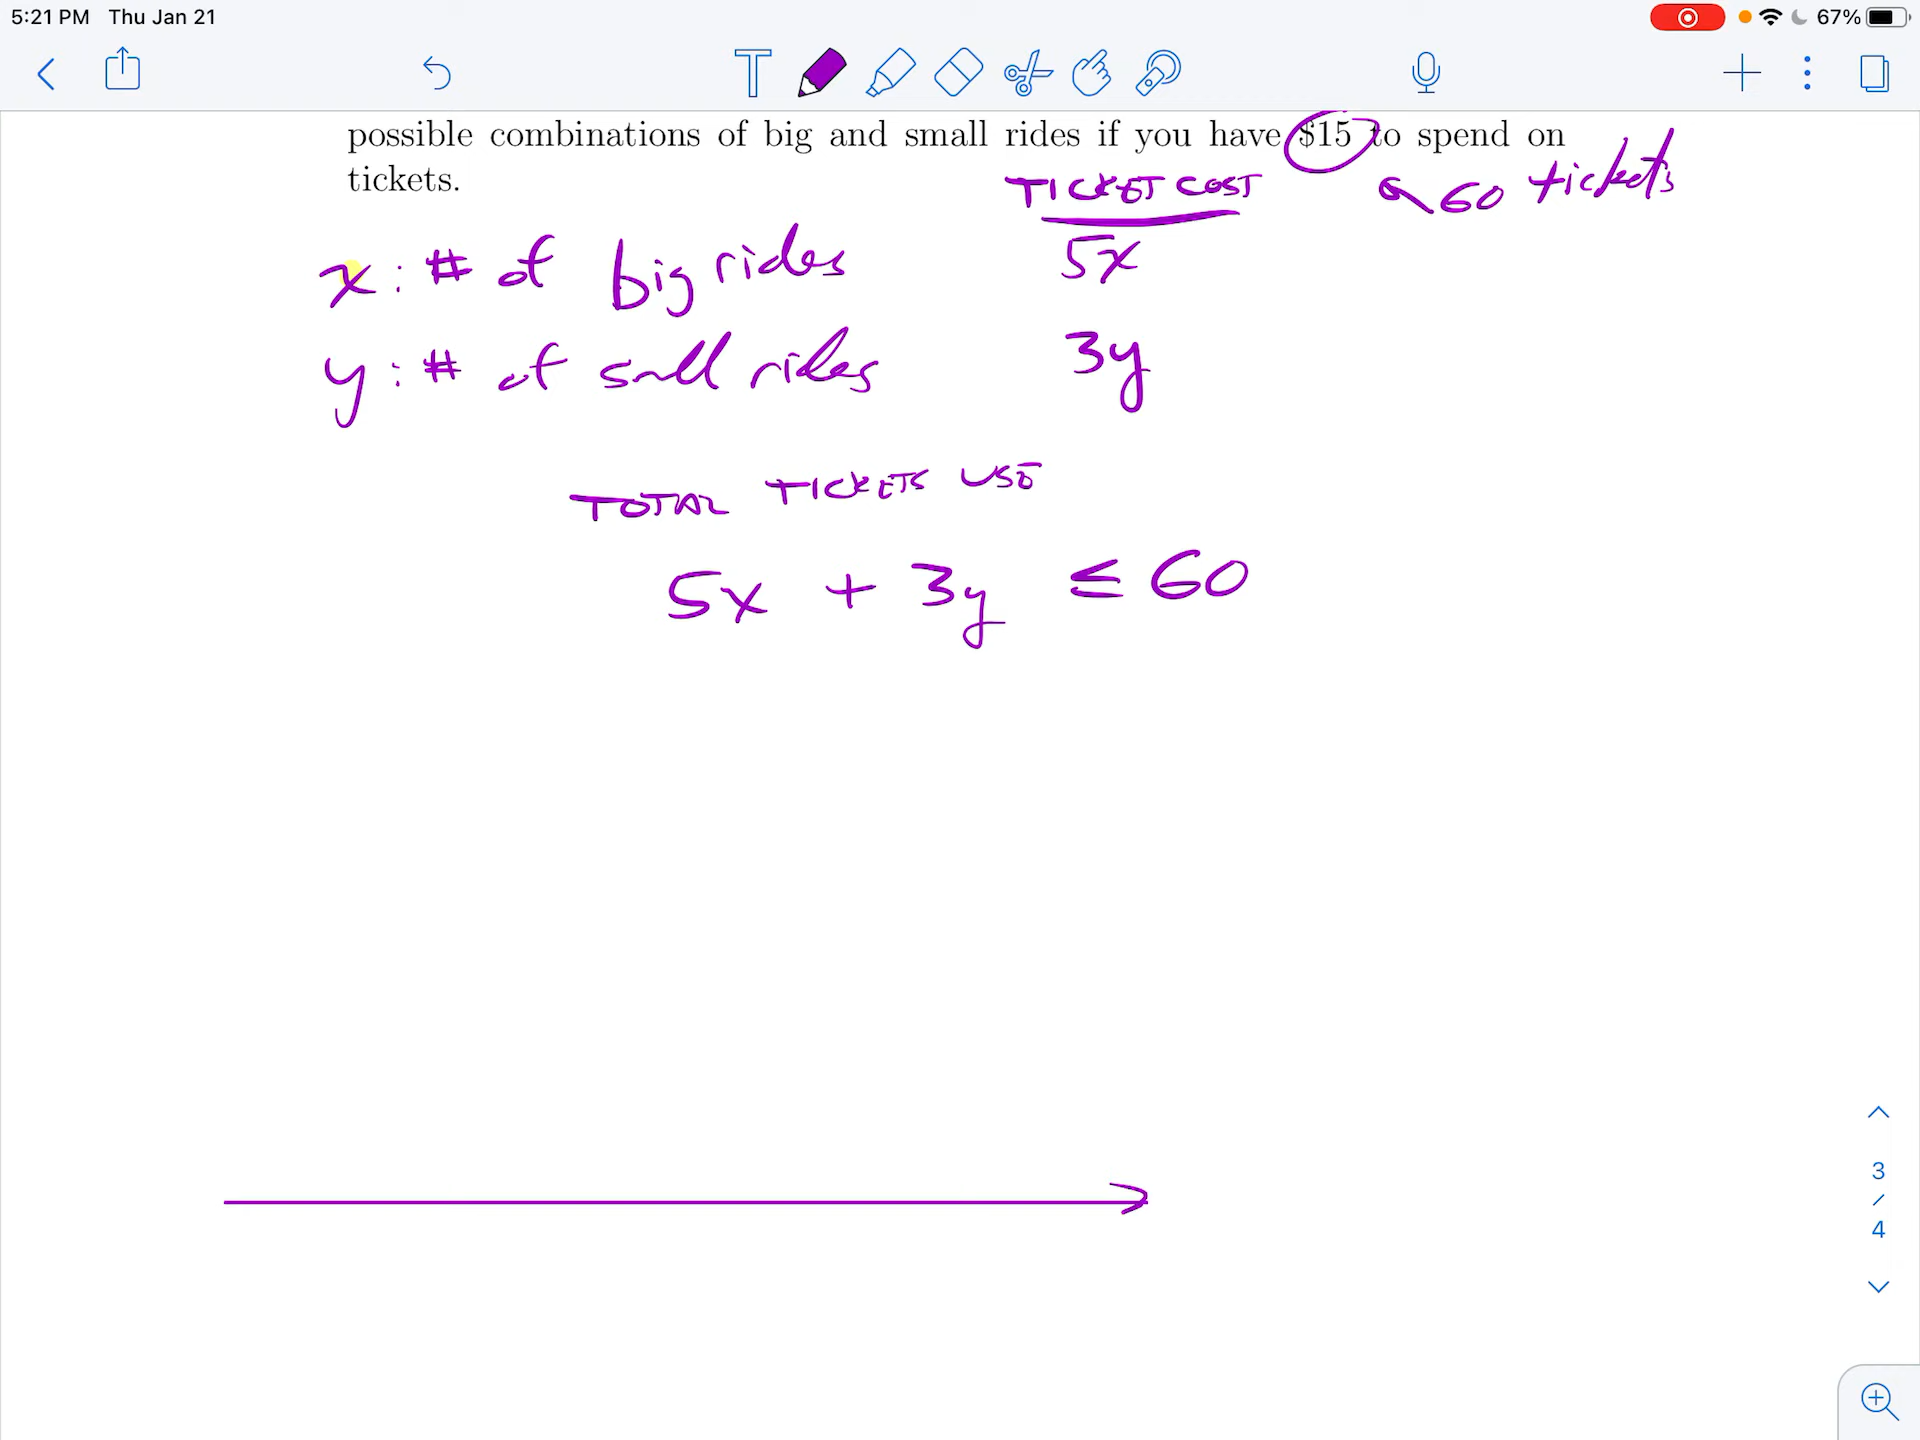 5:21 PM Thu Jan 21
67%
T
possible combinations of big and small rides if you have $15 to spend on
tickets.
TICKET COST
60 tickets
x: # of big rides 5x
y: # of small rides 3y
TOTAL TICKETS USE
5x + 3y ≤ 60
3
/
4